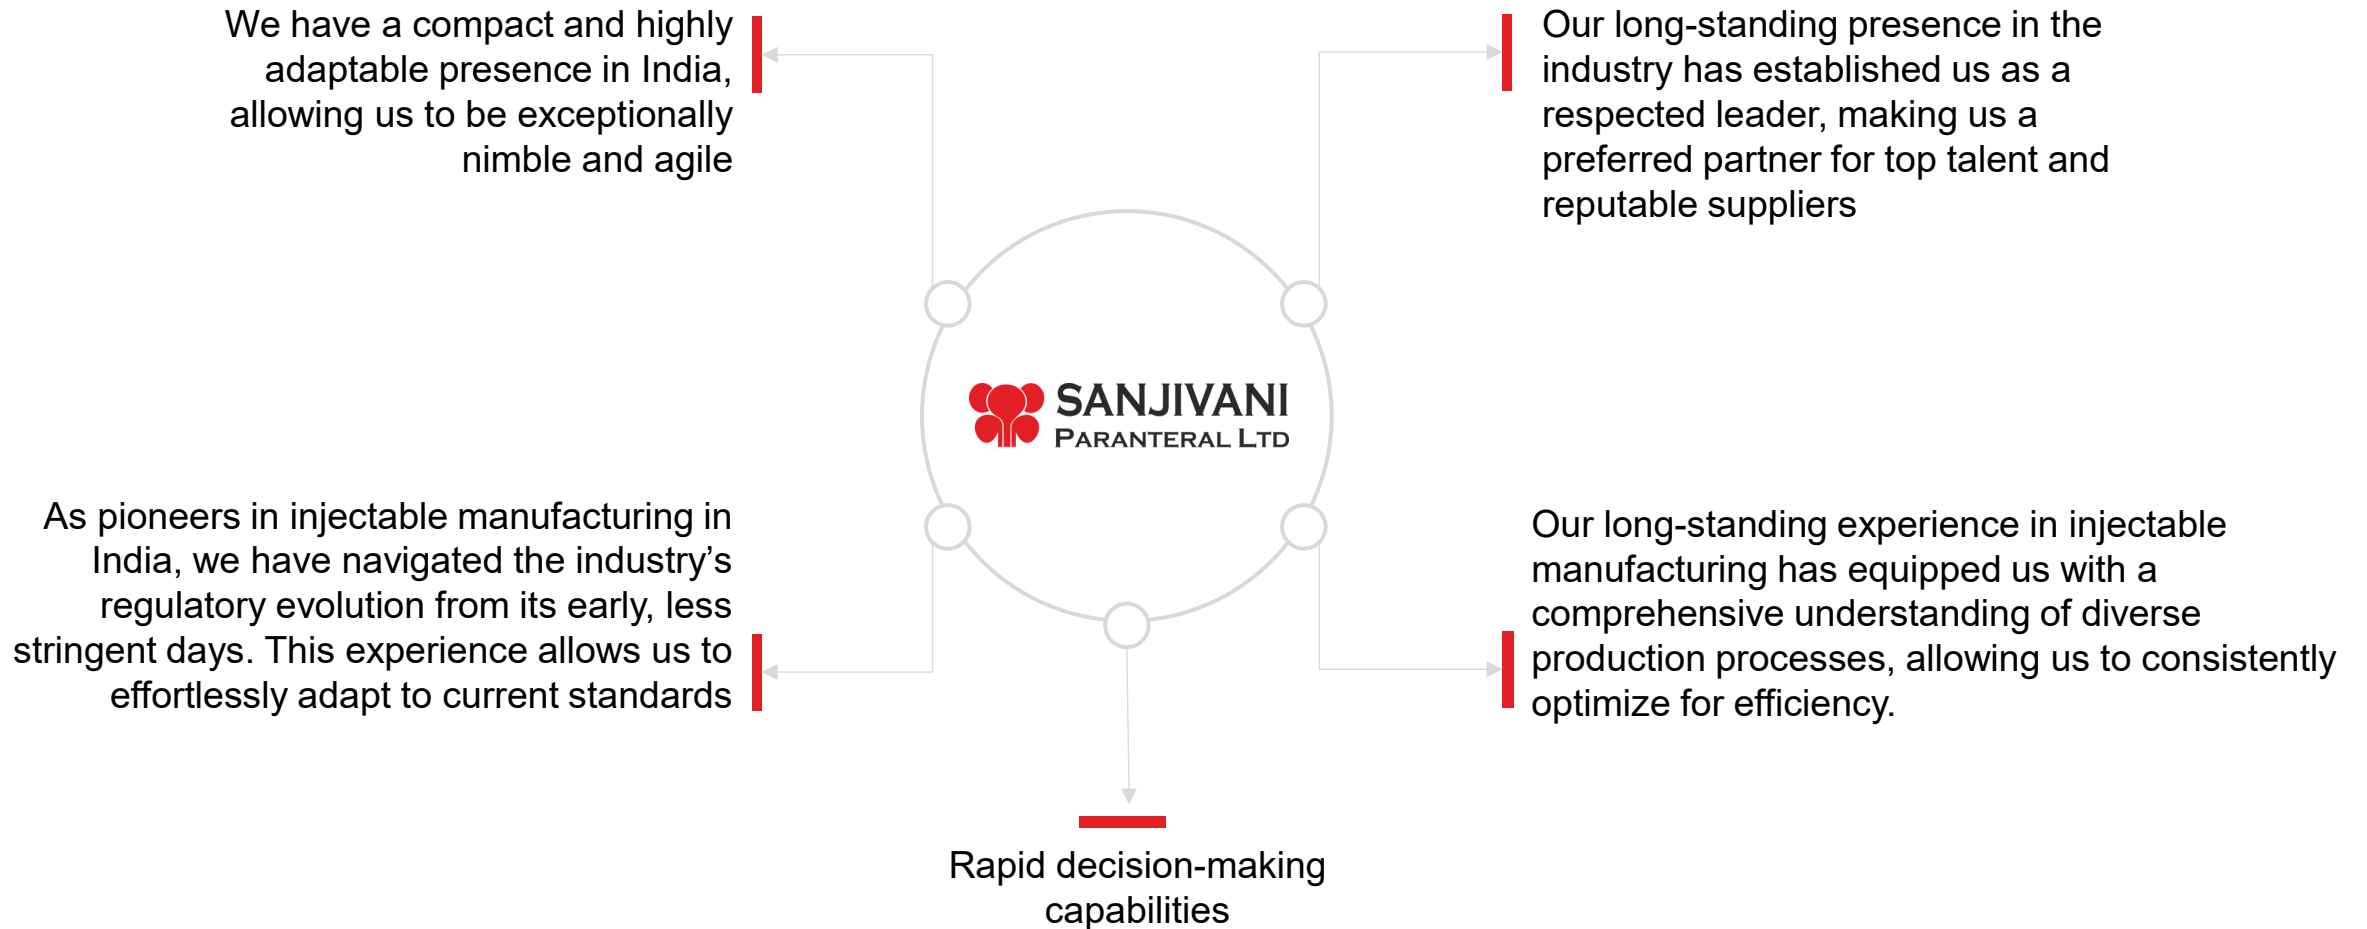 We have a compact and highly
adaptable presence in India,
allowing us to be exceptionally
nimble and agile
Our long-standing presence in the
industry has established us as a
respected leader, making us a
preferred partner for top talent and
reputable suppliers
SANJIVANI
PARANTERAL LTD
As pioneers in injectable manufacturing in
India, we have navigated the industry’s
regulatory evolution from its early, less
stringent days. This experience allows us to
effortlessly adapt to current standards
Our long-standing experience in injectable
manufacturing has equipped us with a
comprehensive understanding of diverse
production processes, allowing us to consistently
optimize for efficiency.
Rapid decision-making
capabilities